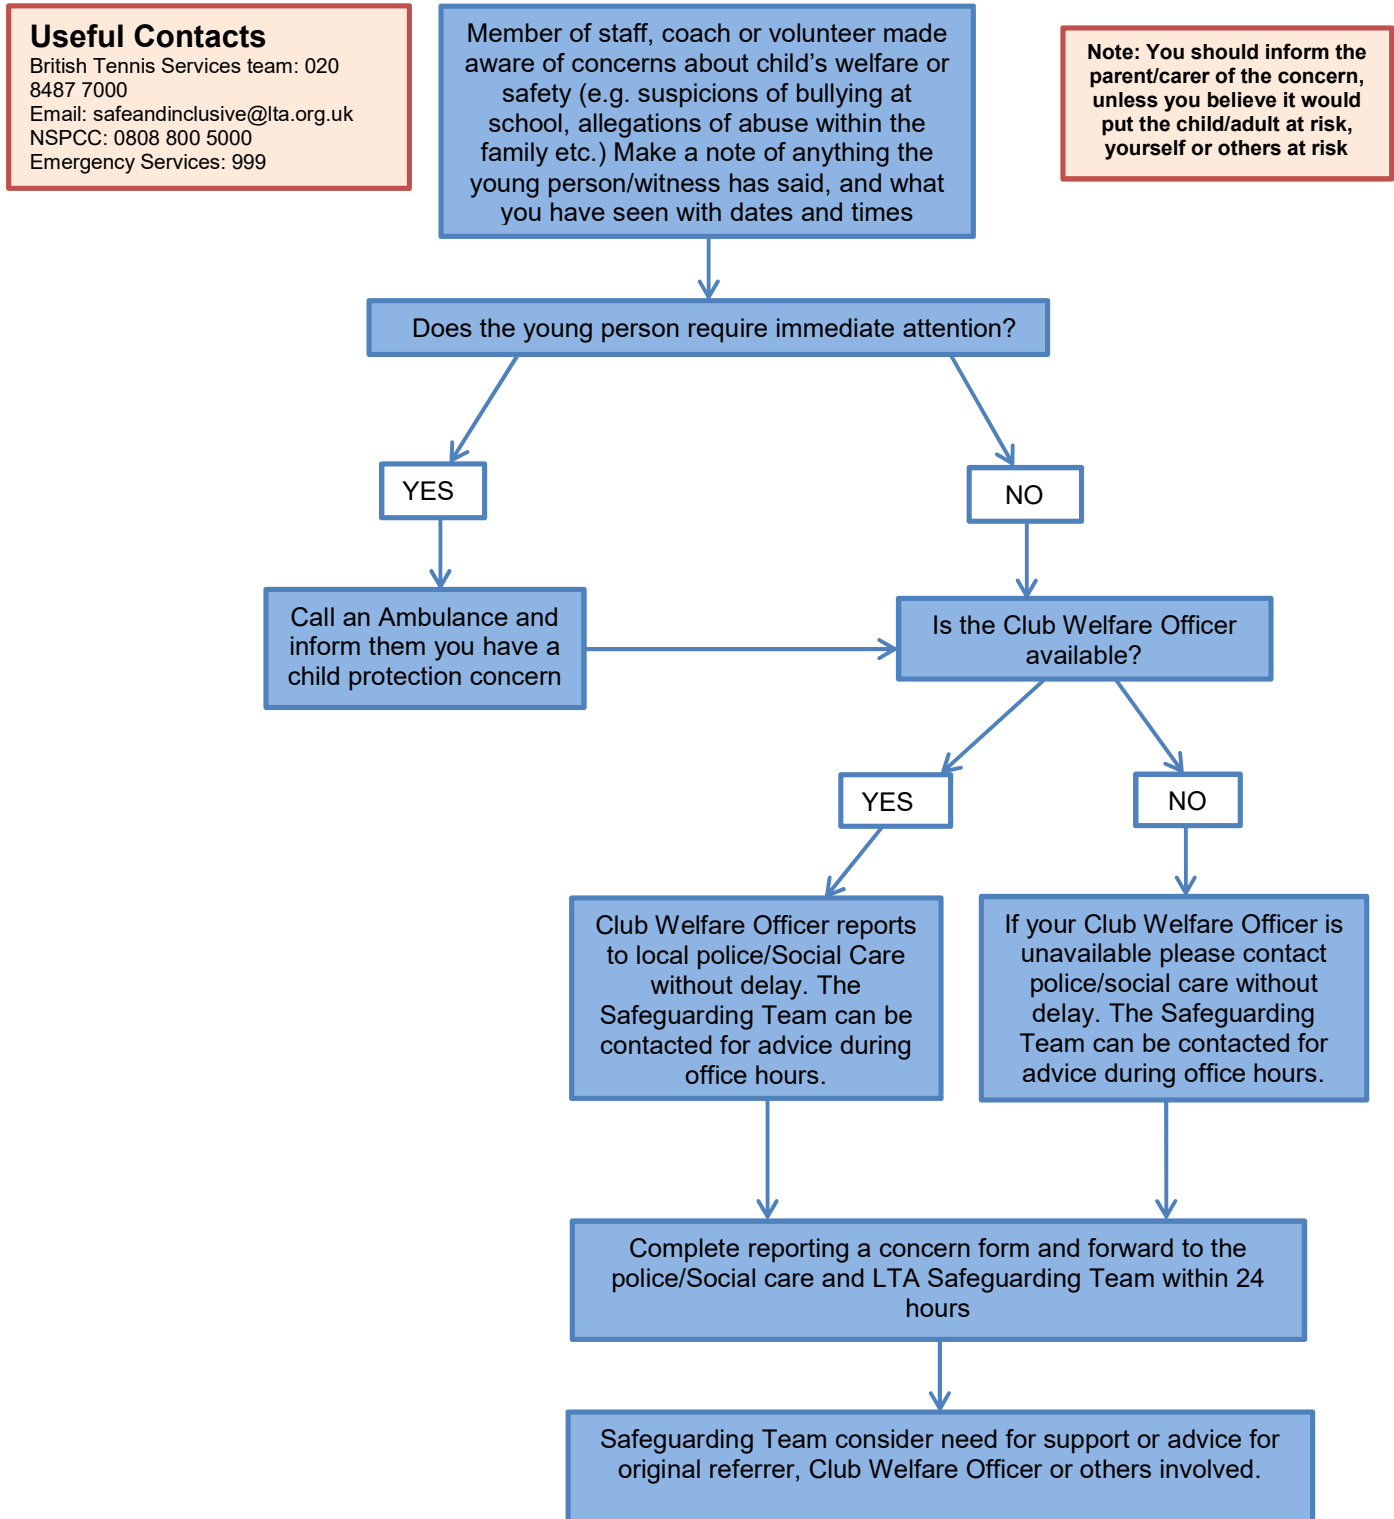 Useful Contacts
British Tennis Services team: 020
8487 7000
Email: safeandinclusive@lta.org.uk
NSPCC: 0808 800 5000
Emergency Services: 999
Member of staff, coach or volunteer made
aware of concerns about child’s welfare or
safety (e.g. suspicions of bullying at
school, allegations of abuse within the
family etc.) Make a note of anything the
young person/witness has said, and what
you have seen with dates and times
Note: You should inform the
parent/carer of the concern,
unless you believe it would
put the child/adult at risk,
yourself or others at risk
Does the young person require immediate attention?
YES
NO
Call an Ambulance and
inform them you have a
child protection concern
Is the Club Welfare Officer
available?
YES
NO
Club Welfare Officer reports
to local police/Social Care
without delay. The
Safeguarding Team can be
contacted for advice during
office hours.
If your Club Welfare Officer is
unavailable please contact
police/social care without
delay. The Safeguarding
Team can be contacted for
advice during office hours.
Complete reporting a concern form and forward to the
police/Social care and LTA Safeguarding Team within 24
hours
Safeguarding Team consider need for support or advice for
original referrer, Club Welfare Officer or others involved.